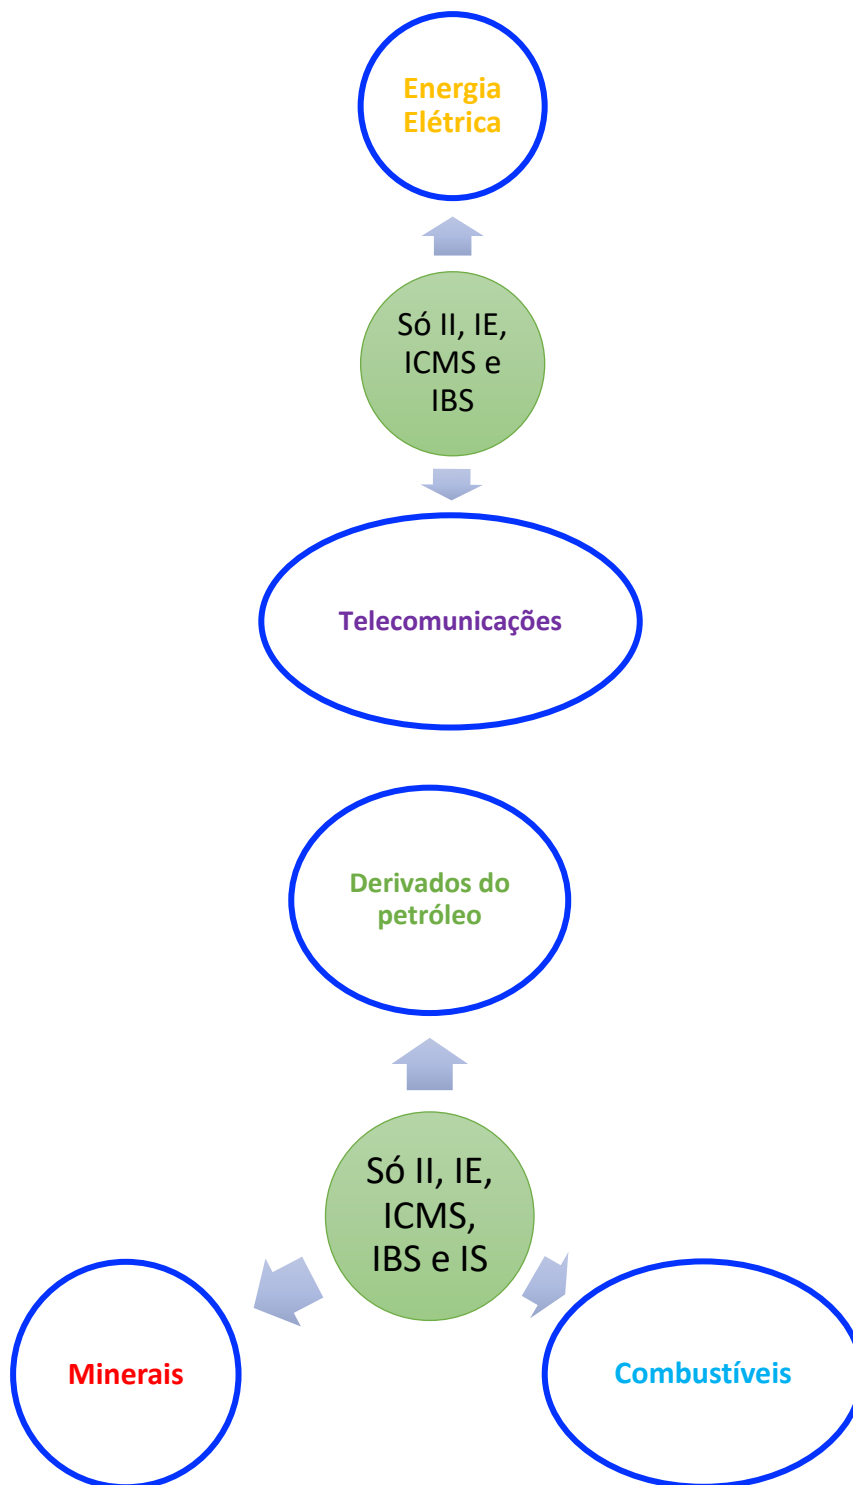 Energia
Elétrica
Só II, IE,
ICMS e
IBS
Telecomunicações
Derivados do
petróleo
Só II, IE,
ICMS,
IBS e IS
Minerais
Combustíveis